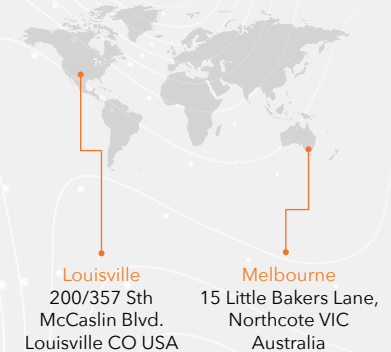 Louisville
200/357 Sth
McCaslin Blvd.
Louisville CO USA
Melbourne
15 Little Bakers Lane,
Northcote VIC
Australia